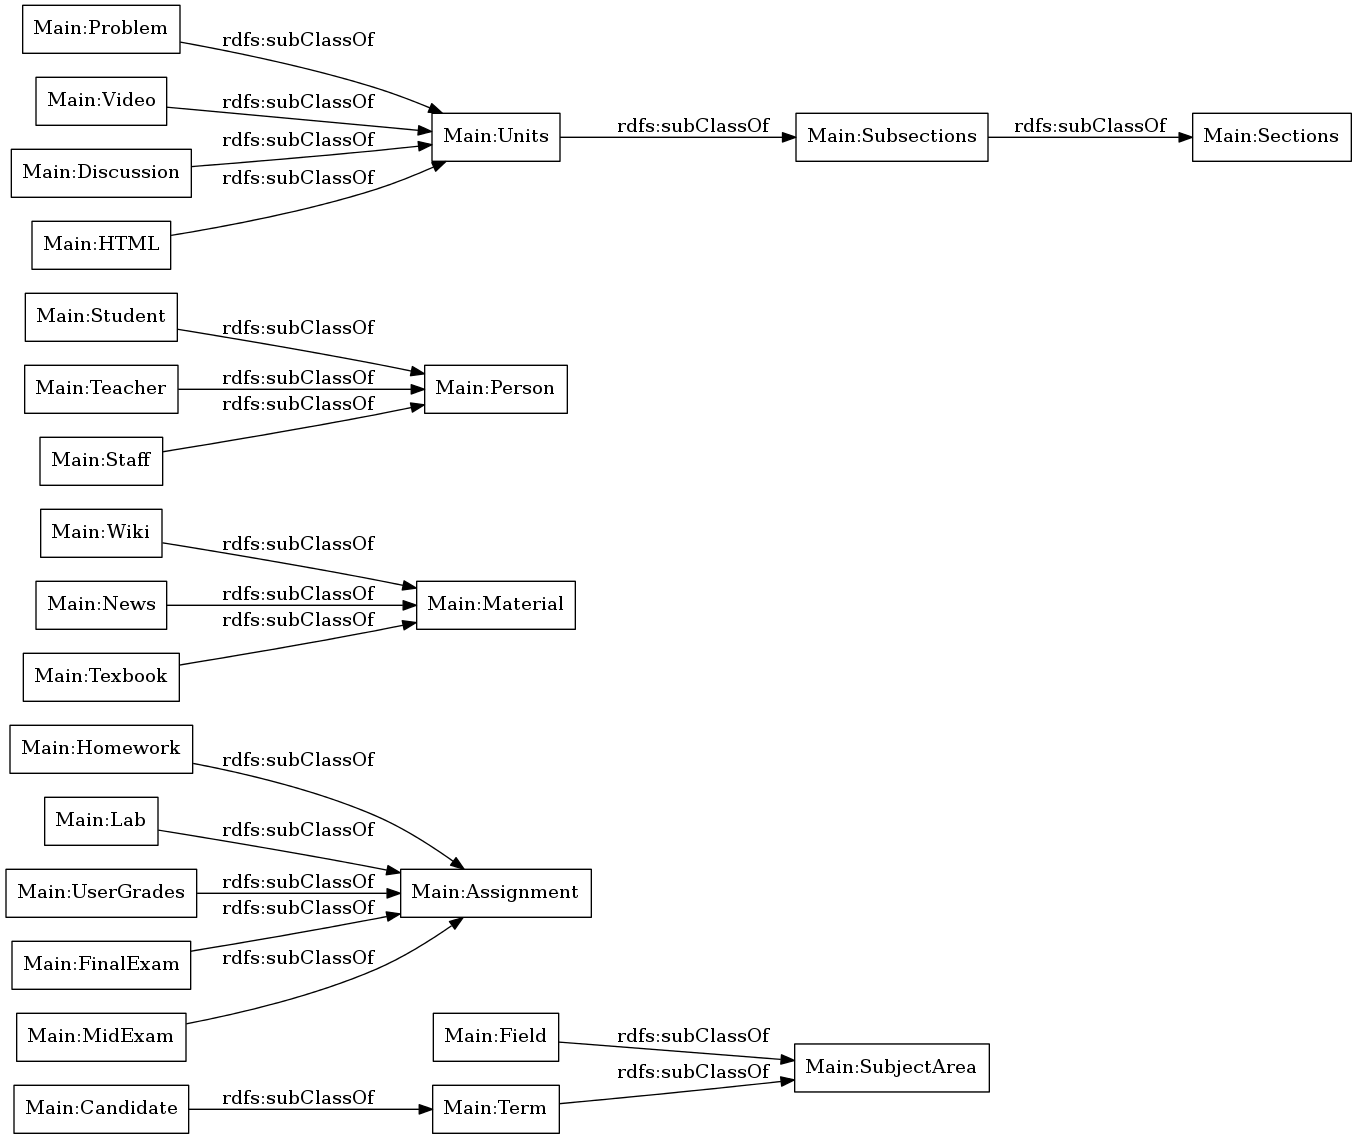 Main:Problem
rdfs:subClassOf
Main:Video
rdfs:subClassOf
Main:Units
rdfs:subClassOf
Main:Subsections
rdfs:subClassOf
Main:Sections
rdfs:subClassOf
Main:Discussion
rdfs:subClassOf
Main:HTML
Main:Student
rdfs:subClassOf
Main:Teacher
rdfs:subClassOf
Main:Person
rdfs:subClassOf
Main:Staff
Main:Wiki
rdfs:subClassOf
Main:News
rdfs:subClassOf
Main:Material
rdfs:subClassOf
Main:Texbook
Main:Homework
rdfs:subClassOf
Main:Lab
rdfs:subClassOf
Main:UserGrades
rdfs:subClassOf
Main:Assignment
rdfs:subClassOf
Main:FinalExam
rdfs:subClassOf
Main:MidExam
Main:Field
rdfs:subClassOf
Main:SubjectArea
rdfs:subClassOf
Main:Candidate
rdfs:subClassOf
Main:Term